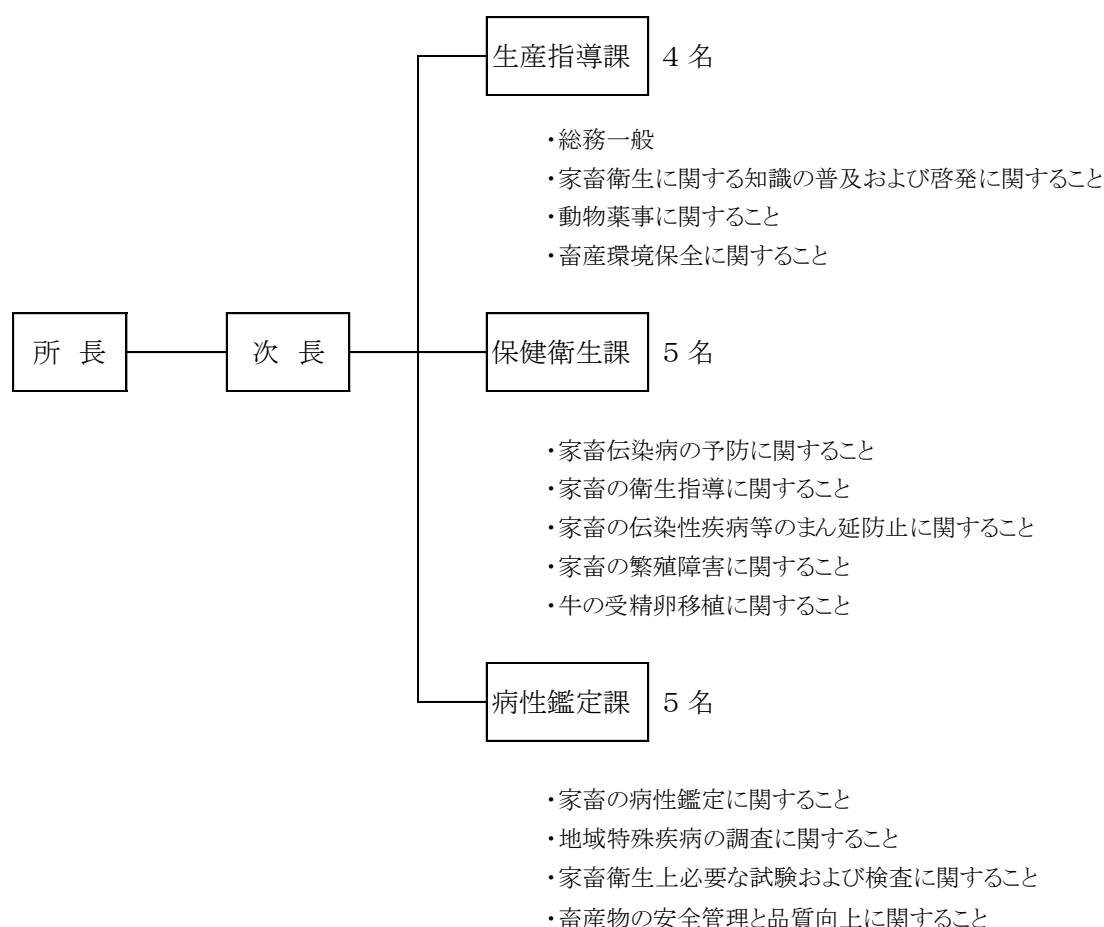 生産指導課 4名
・総務一般
・家畜衛生に関する知識の普及および啓発に関すること
・動物薬事に関すること
・畜産環境保全に関すること
所 長
次 長
保健衛生課 5名
・家畜伝染病の予防に関すること
・家畜の衛生指導に関すること
・家畜の伝染性疾病等のまん延防止に関すること
・家畜の繁殖障害に関すること
・牛の受精卵移植に関すること
病性鑑定課 5名
・家畜の病性鑑定に関すること
・地域特殊疾病の調査に関すること
・家畜衛生上必要な試験および検査に関すること
・畜産物の安全管理と品質向上に関すること